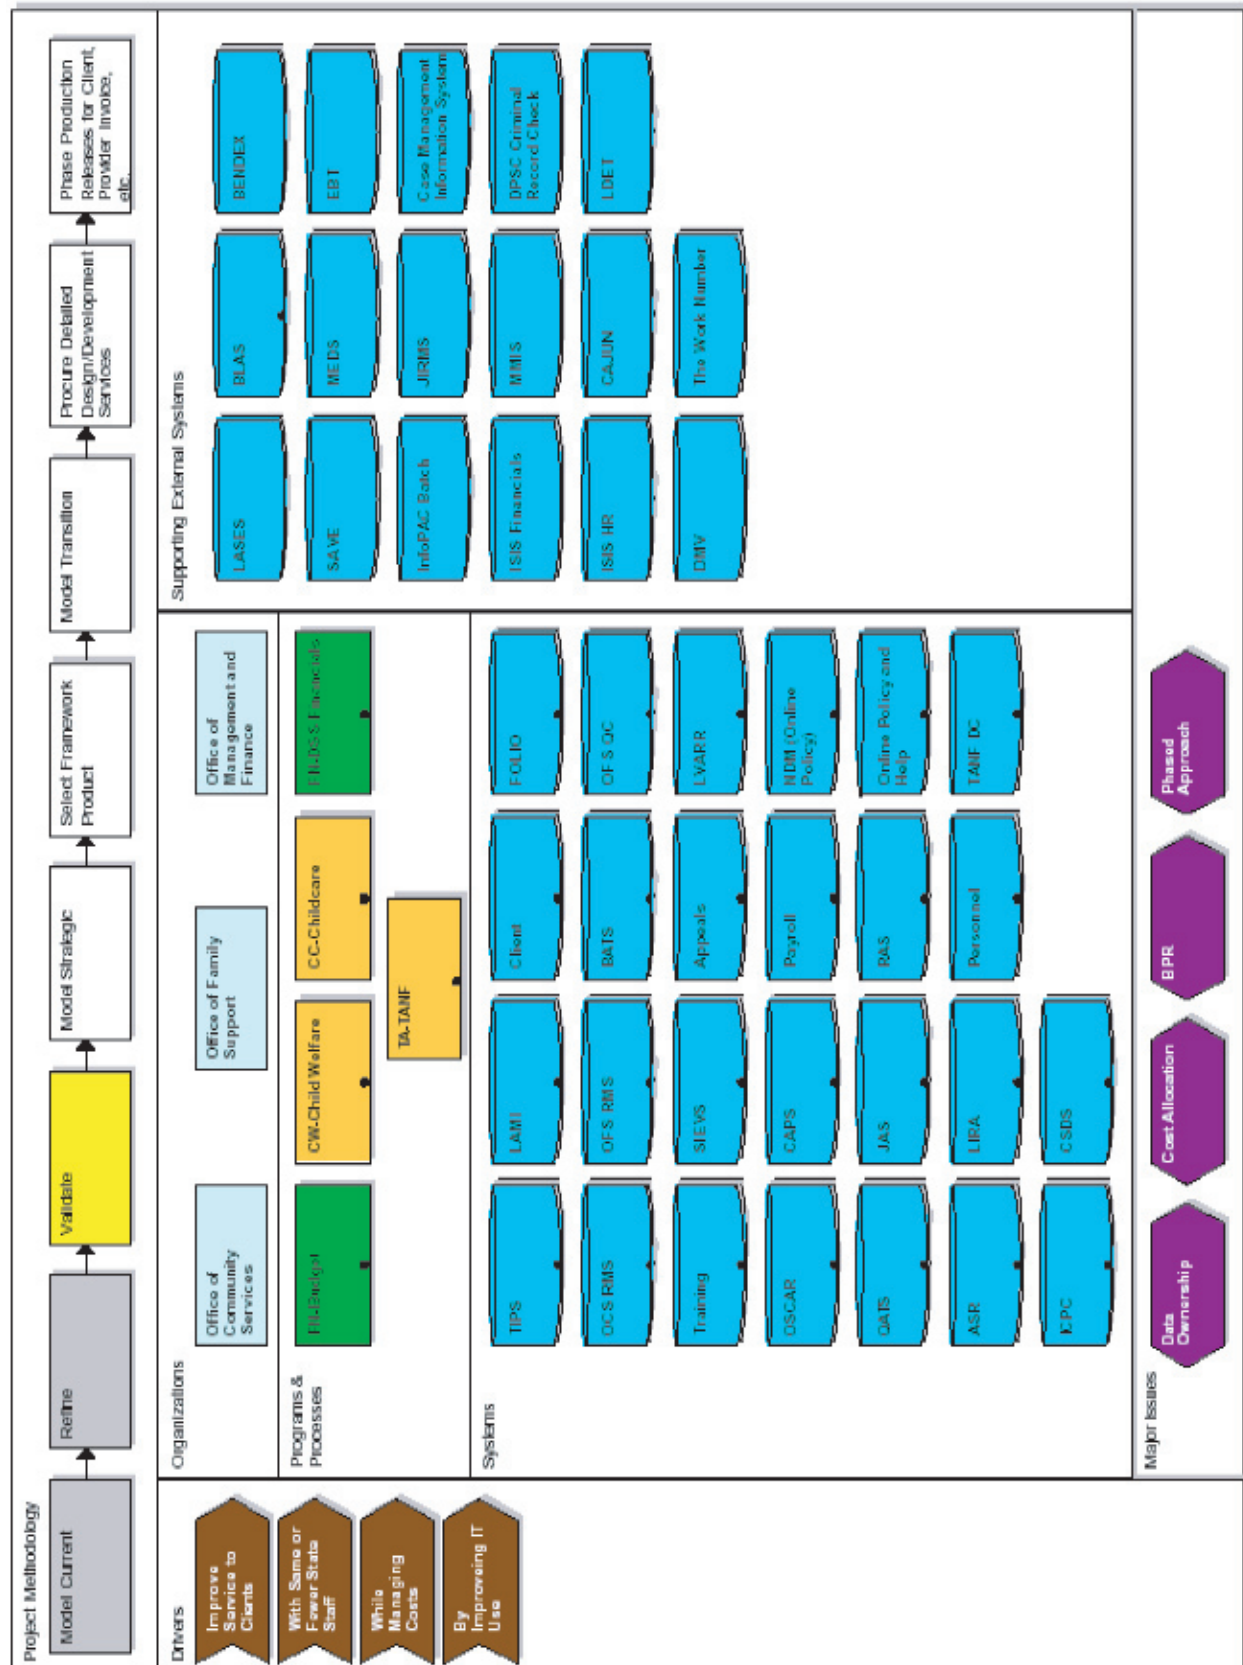 Project Methodology
Model Current
Refine
Validate
Model Strategic
Select Framework
Product
Model Transition
Procure Detailed
Design/Development
Services
Phase Production
Releases for Client,
Provider Invoice,
etc.
Drivers
Improve
Service to
Clients
With Same or
Fewer State
Staff
While
Managing
Costs
By
Improveing IT
Use
Organizations
Office of
Community
Services
Office of Family
Support
Office of
Management and
Finance
Programs &
Processes
FN-Budget
CW-Child Welfare
CC-Childcare
FN-DSS Financials
TA-TANF
Systems
TIPS
LAMI
Client
FOLIO
OCS RMS
OFS RMS
BATS
OFS QC
Training
SIEVS
Appeals
LVARR
OSCAR
CAPS
Payroll
NDM (Online
Policy)
QATS
JAS
RAS
Online Policy and
Help
ASR
LIRA
Personnel
TANF DC
ICPC
CSDS
Supporting External Systems
LASES
BLAS
BENDEX
SAVE
MEDS
EBT
InfoPAC Batch
JIRMS
Case Management
Information System
ISIS Financials
MMIS
DPSC Criminal
Record Check
ISIS HR
CAJUN
LDET
DMV
The Work Number
Major Issues
Data
Ownership
Cost Allocation
BPR
Phased
Approach